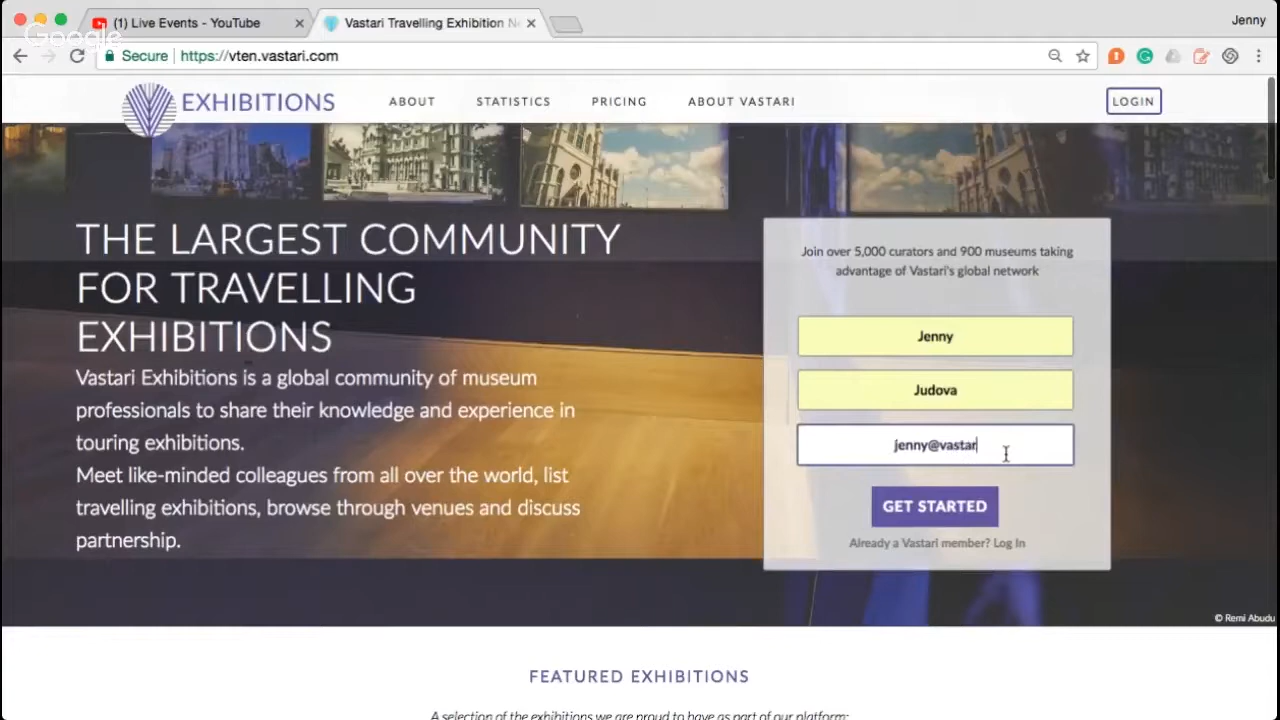 (1) Live Events - YouTube
Vastari Travelling Exhibition Ne
Jenny
Google
Secure
https://vten.vastari.com
EXHIBITIONS
ABOUT
STATISTICS
PRICING
ABOUT VASTARI
LOGIN
THE LARGEST COMMUNITY
FOR TRAVELLING
EXHIBITIONS
Vastari Exhibitions is a global community of museum
professionals to share their knowledge and experience in
touring exhibitions.
Meet like-minded colleagues from all over the world, list
travelling exhibitions, browse through venues and discuss
partnership.
Join over 5,000 curators and 900 museums taking
advantage of Vastari's global network
Jenny
Judova
jenny@vastar
GET STARTED
Already a Vastari member? Log In
© Remi Abudu
FEATURED EXHIBITIONS
A selection of the exhibitions we are proud to have as part of our platform: